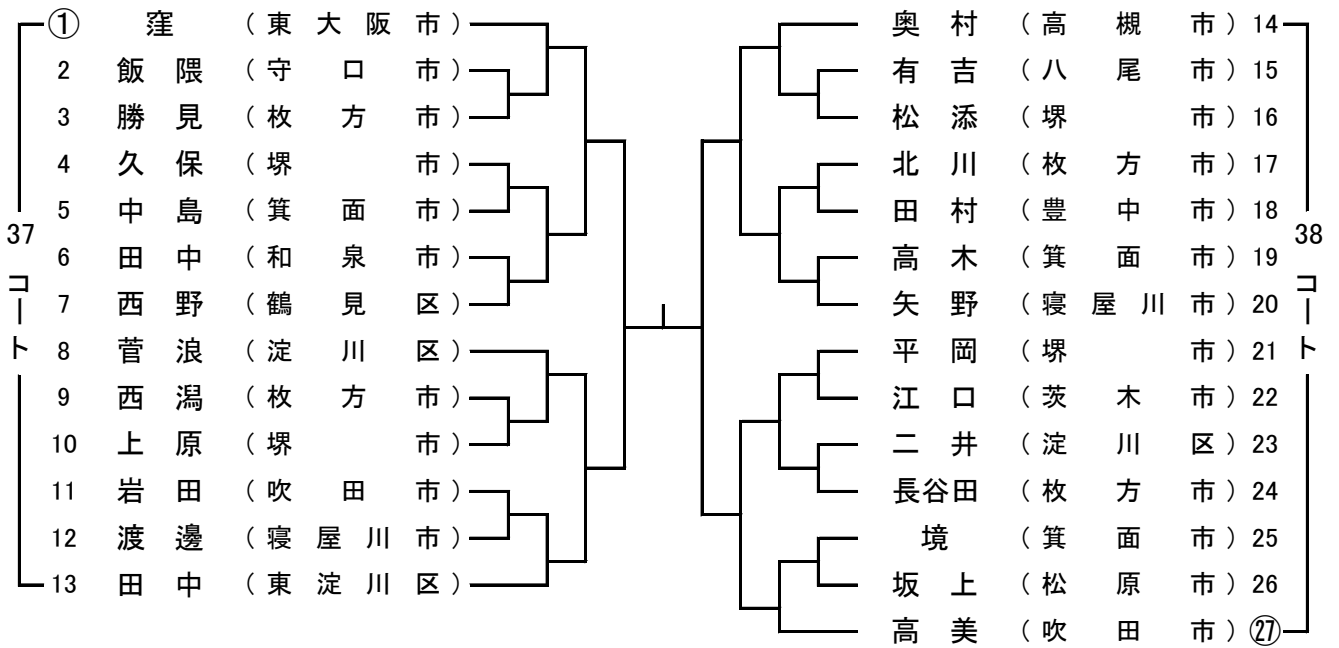 ① 窪 （東大阪市）
2 飯隈 （守口市）
3 勝見 （枚方市）
4 久保 （堺市）
5 中島 （箕面市）
6 田中 （和泉市）
7 西野 （鶴見区）
8 菅浪 （淀川区）
9 西潟 （枚方市）
10 上原 （堺市）
11 岩田 （吹田市）
12 渡邊 （寝屋川市）
13 田中 （東淀川区）
37コート
奥村 （高槻市） 14
有吉 （八尾市） 15
松添 （堺市） 16
北川 （枚方市） 17
田村 （豊中市） 18
高木 （箕面市） 19
矢野 （寝屋川市） 20
平岡 （堺市） 21
江口 （茨木市） 22
二井 （淀川区） 23
長谷田 （枚方市） 24
境 （箕面市） 25
坂上 （松原市） 26
高美 （吹田市） ㉗
38コート